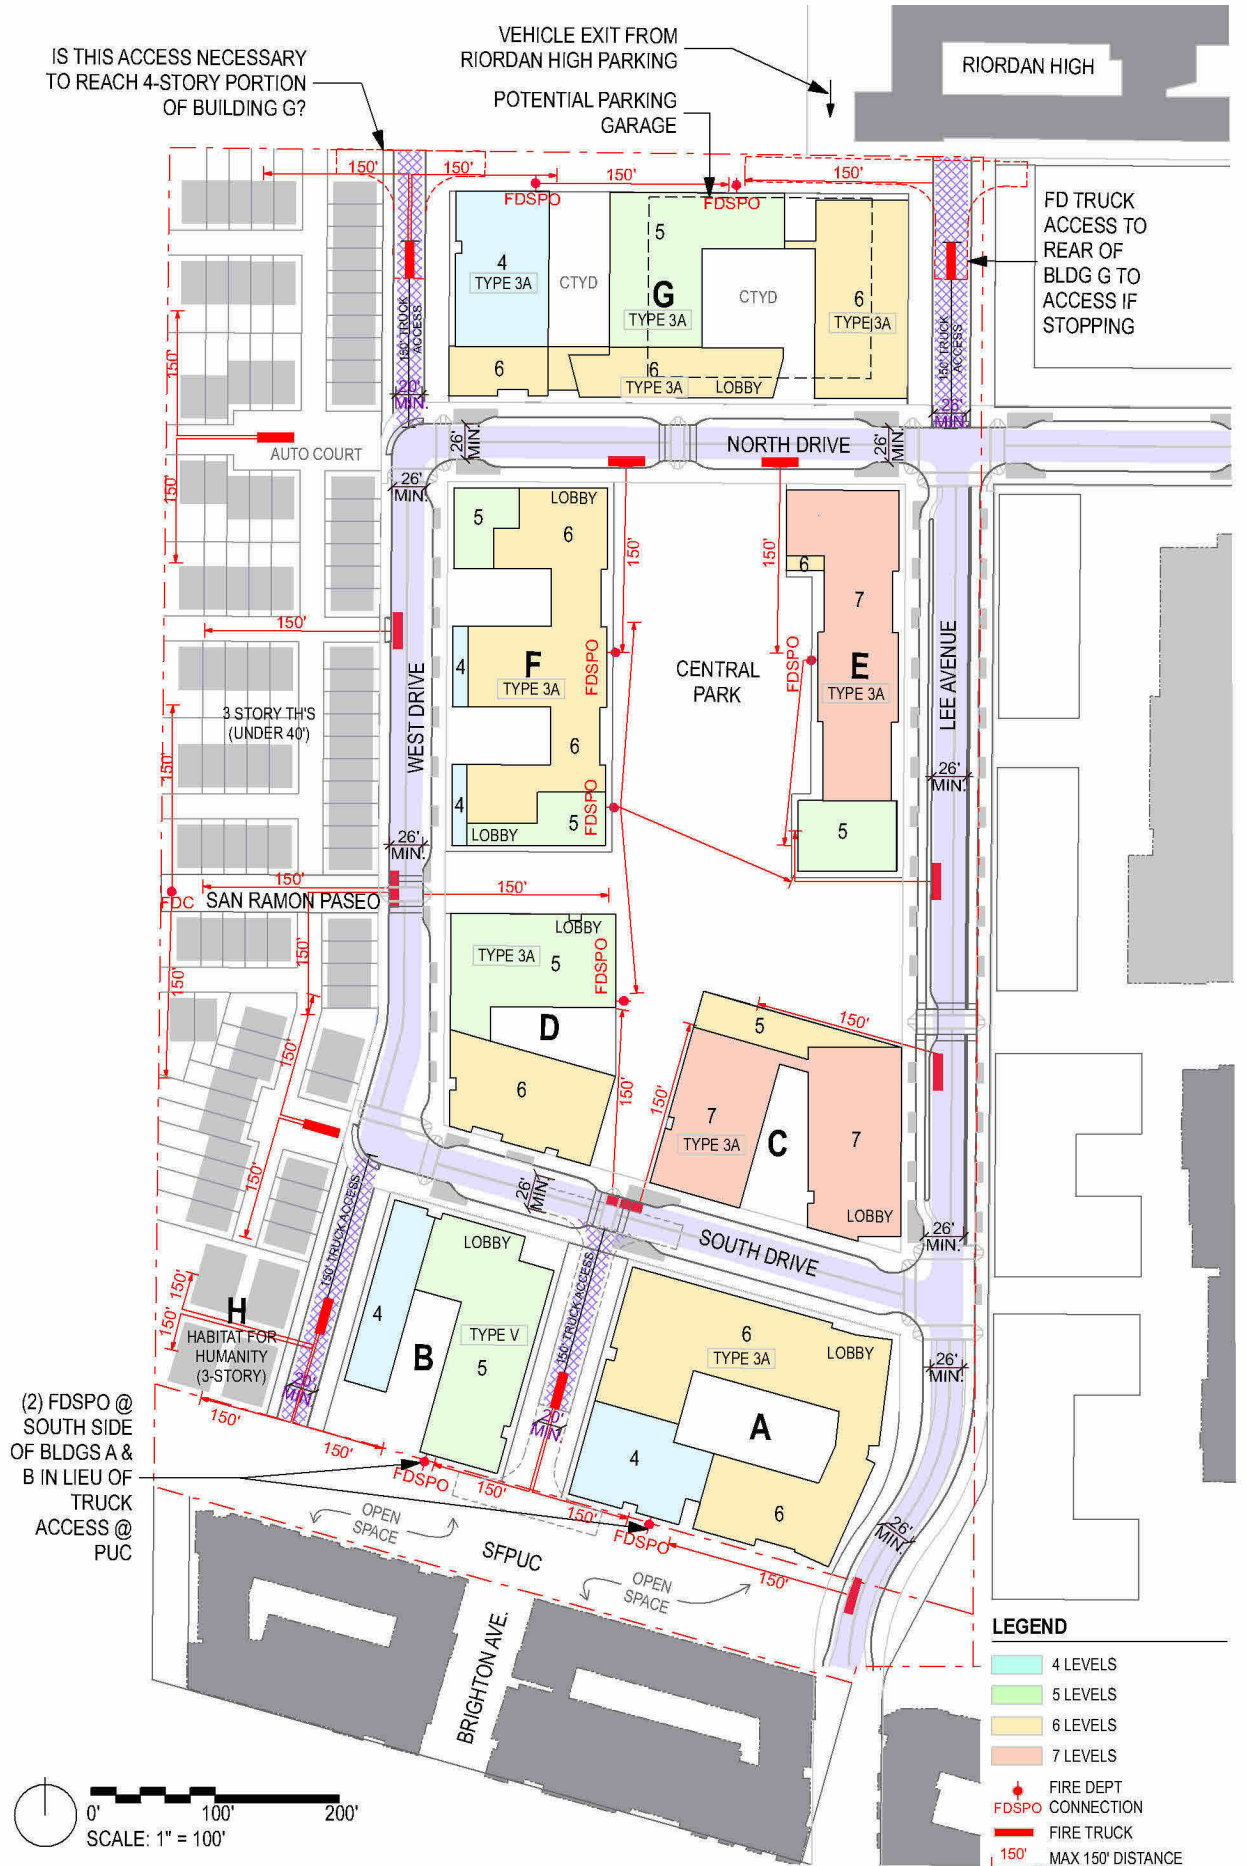 IS THIS ACCESS NECESSARY
TO REACH 4-STORY PORTION
OF BUILDING G?
VEHICLE EXIT FROM
RIORDAN HIGH PARKING
POTENTIAL PARKING
GARAGE
RIORDAN HIGH
FD TRUCK
ACCESS TO
REAR OF
BLDG G TO
ACCESS IF
STOPPING
150'
150'
150'
150'
FDSPO
FDSPO
4
TYPE 3A
CTYD
5
G
TYPE 3A
CTYD
6
TYPE 3A
6
6
TYPE 3A
LOBBY
150' TRUCK
ACCESS
20'
MIN.
150' TRUCK
ACCESS
26'
MIN.
150'
150'
AUTO COURT
26'
MIN.
NORTH DRIVE
26'
MIN.
26'
MIN.
5
LOBBY
6
150'
150'
6
7
150'
4
F
TYPE 3A
FDSPO
CENTRAL
PARK
FDSPO
E
TYPE 3A
LEE AVENUE
WEST DRIVE
3 STORY TH'S
(UNDER 40')
150'
6
4
LOBBY
5
FDSPO
26'
MIN.
5
26'
MIN.
150'
SAN RAMON PASEO
FDC
150'
LOBBY
TYPE 3A
5
FDSPO
150'
150'
D
6
150'
150'
150'
5
150'
150'
7
TYPE 3A
C
7
LOBBY
150'
26'
MIN.
SOUTH DRIVE
26'
MIN.
150' TRUCK ACCESS
150' TRUCK ACCESS
LOBBY
4
B
TYPE V
5
150'
150'
H
HABITAT FOR
HUMANITY
(3-STORY)
20'
MIN.
20'
MIN.
6
TYPE 3A
LOBBY
26'
MIN.
A
4
6
(2) FDSPO @
SOUTH SIDE
OF BLDGS A &
B IN LIEU OF
TRUCK
ACCESS @
PUC
150'
150'
FDSPO
150'
150'
FDSPO
150'
26'
MIN.
OPEN
SPACE
SFPUC
OPEN
SPACE
BRIGHTON AVE.
LEGEND
4 LEVELS
5 LEVELS
6 LEVELS
7 LEVELS
FIRE DEPT
FDSPO CONNECTION
FIRE TRUCK
150' MAX 150' DISTANCE
0' 100' 200'
SCALE: 1" = 100'